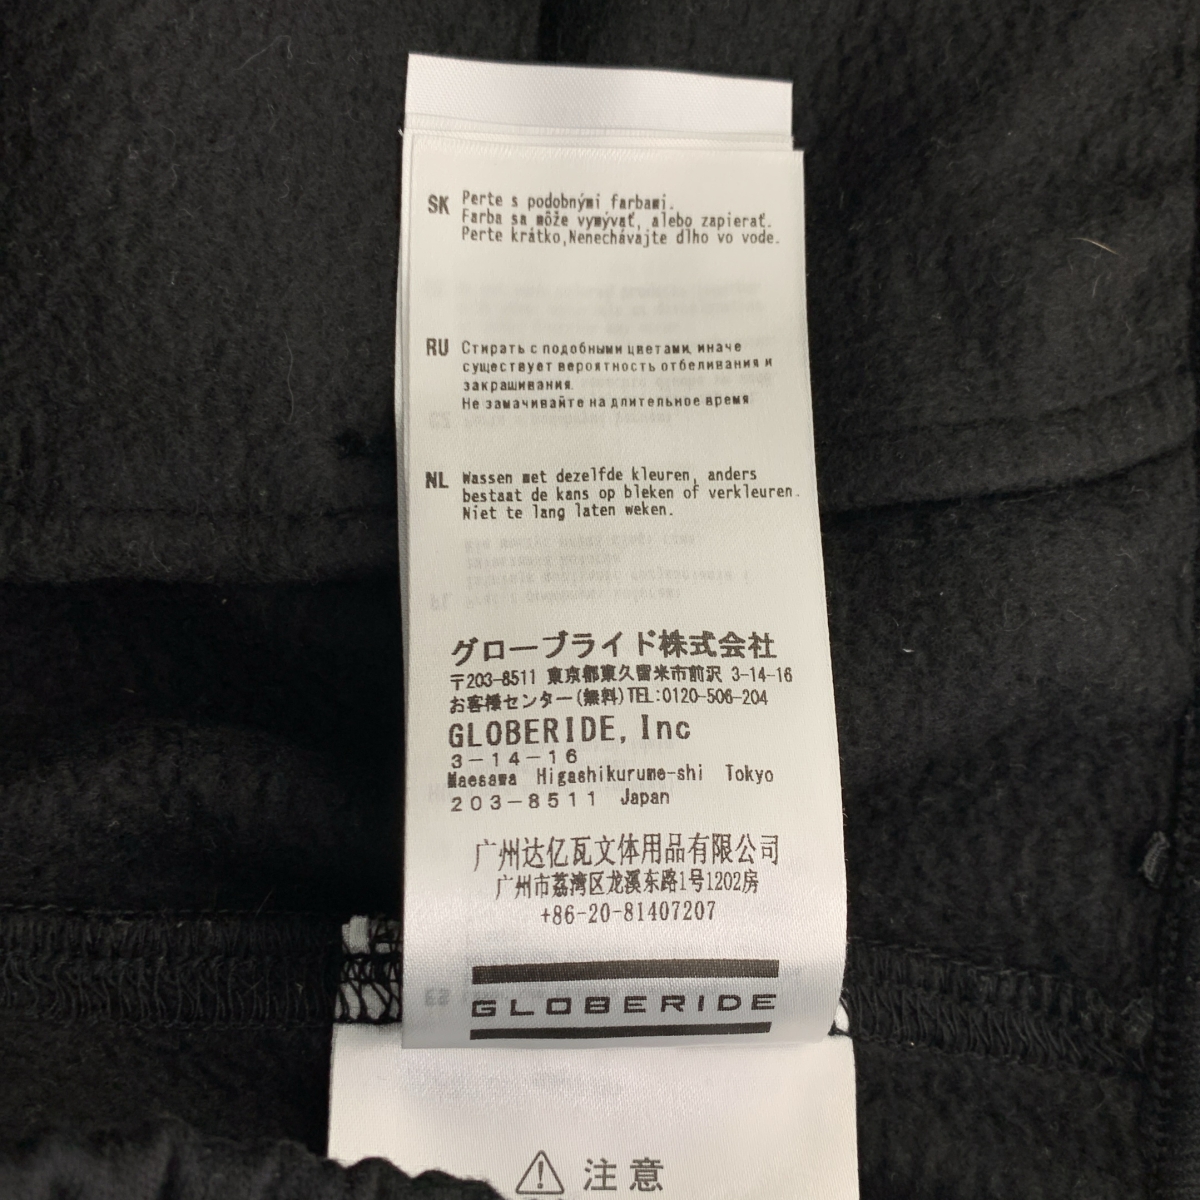 SK Perte s podobnými farbami.
Farba sa môže vymývať, alebo zapierať.
Perte krátko,Nenechávajte dlho vo vode.
RU Стирать с подобными цветами, иначе
существует вероятность отбеливания и
закрашивания.
Не замачивайте на длительное время
NL Wassen met dezelfde kleuren, anders
bestaat de kans op bleken of verkleuren.
Niet te lang laten weken.
グローブライド株式会社
〒203-8511 東京都東久留米市前沢 3-14-16
お客様センター(無料)TEL:0120-506-204
GLOBERIDE, Inc
3-14-16
Maesawa Higashikurume-shi Tokyo
203-8511 Japan
广州达亿瓦文体用品有限公司
广州市荔湾区龙溪东路1号1202房
+86-20-81407207
GLOBERIDE
注意